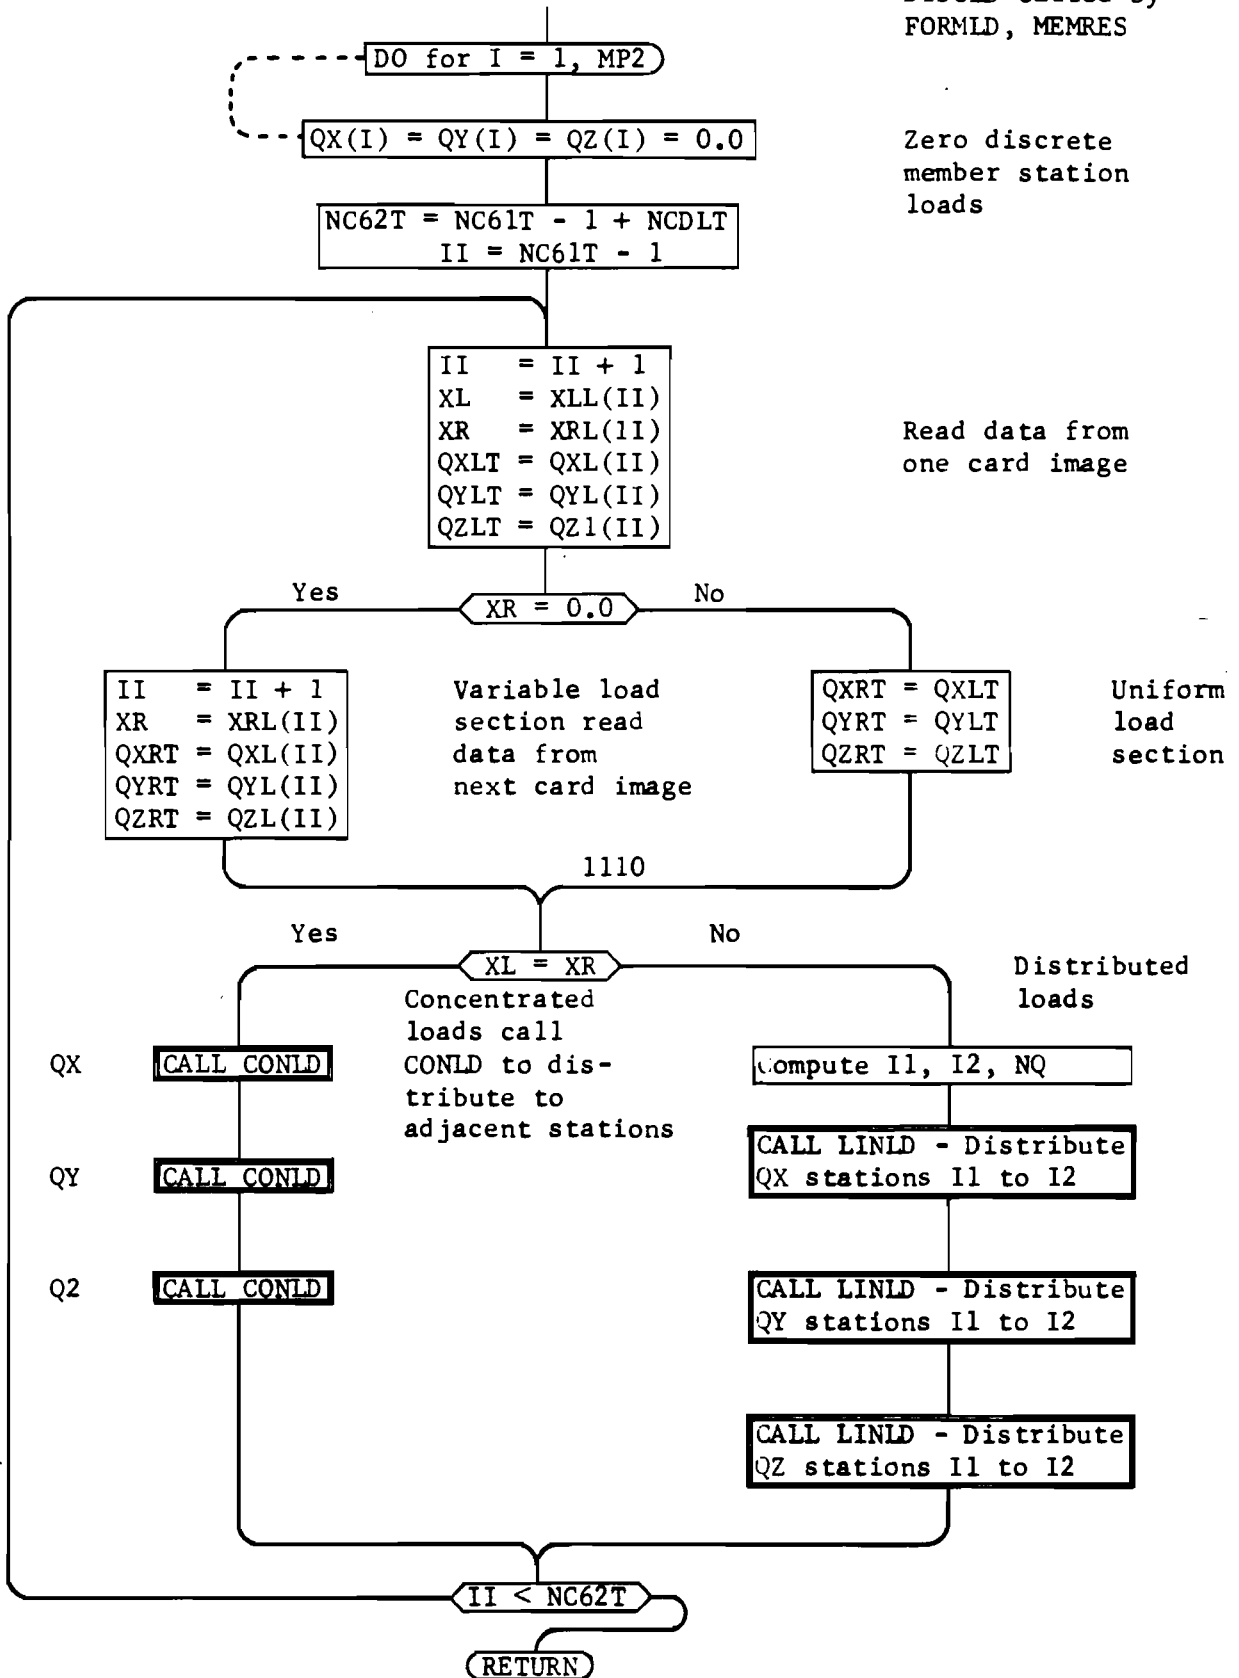 FORMLD, MEMRES
DO for I = 1, MP2
QX(I) = QY(I) = QZ(I) = 0.0
Zero discrete
member station
loads
NC62T = NC61T - 1 + NCDLT
II = NC61T - 1
II = II + 1
XL = XLL(II)
XR = XRL(II)
QXLT = QXL(II)
QYLT = QYL(II)
QZLT = QZl(II)
Read data from
one card image
Yes
XR = 0.0
No
II = II + 1
XR = XRL(II)
QXRT = QXL(II)
QYRT = QYL(II)
QZRT = QZL(II)
Variable load
section read
data from
next card image
QXRT = QXLT
QYRT = QYLT
QZRT = QZLT
Uniform
load
section
1110
Yes
XL = XR
No
Concentrated
loads call
CONLD to dis-
tribute to
adjacent stations
Distributed
loads
QX
CALL CONLD
QY
CALL CONLD
Q2
CALL CONLD
Compute I1, I2, NQ
CALL LINLD - Distribute
QX stations I1 to I2
CALL LINLD - Distribute
QY stations I1 to I2
CALL LINLD - Distribute
QZ stations I1 to I2
II < NC62T
RETURN